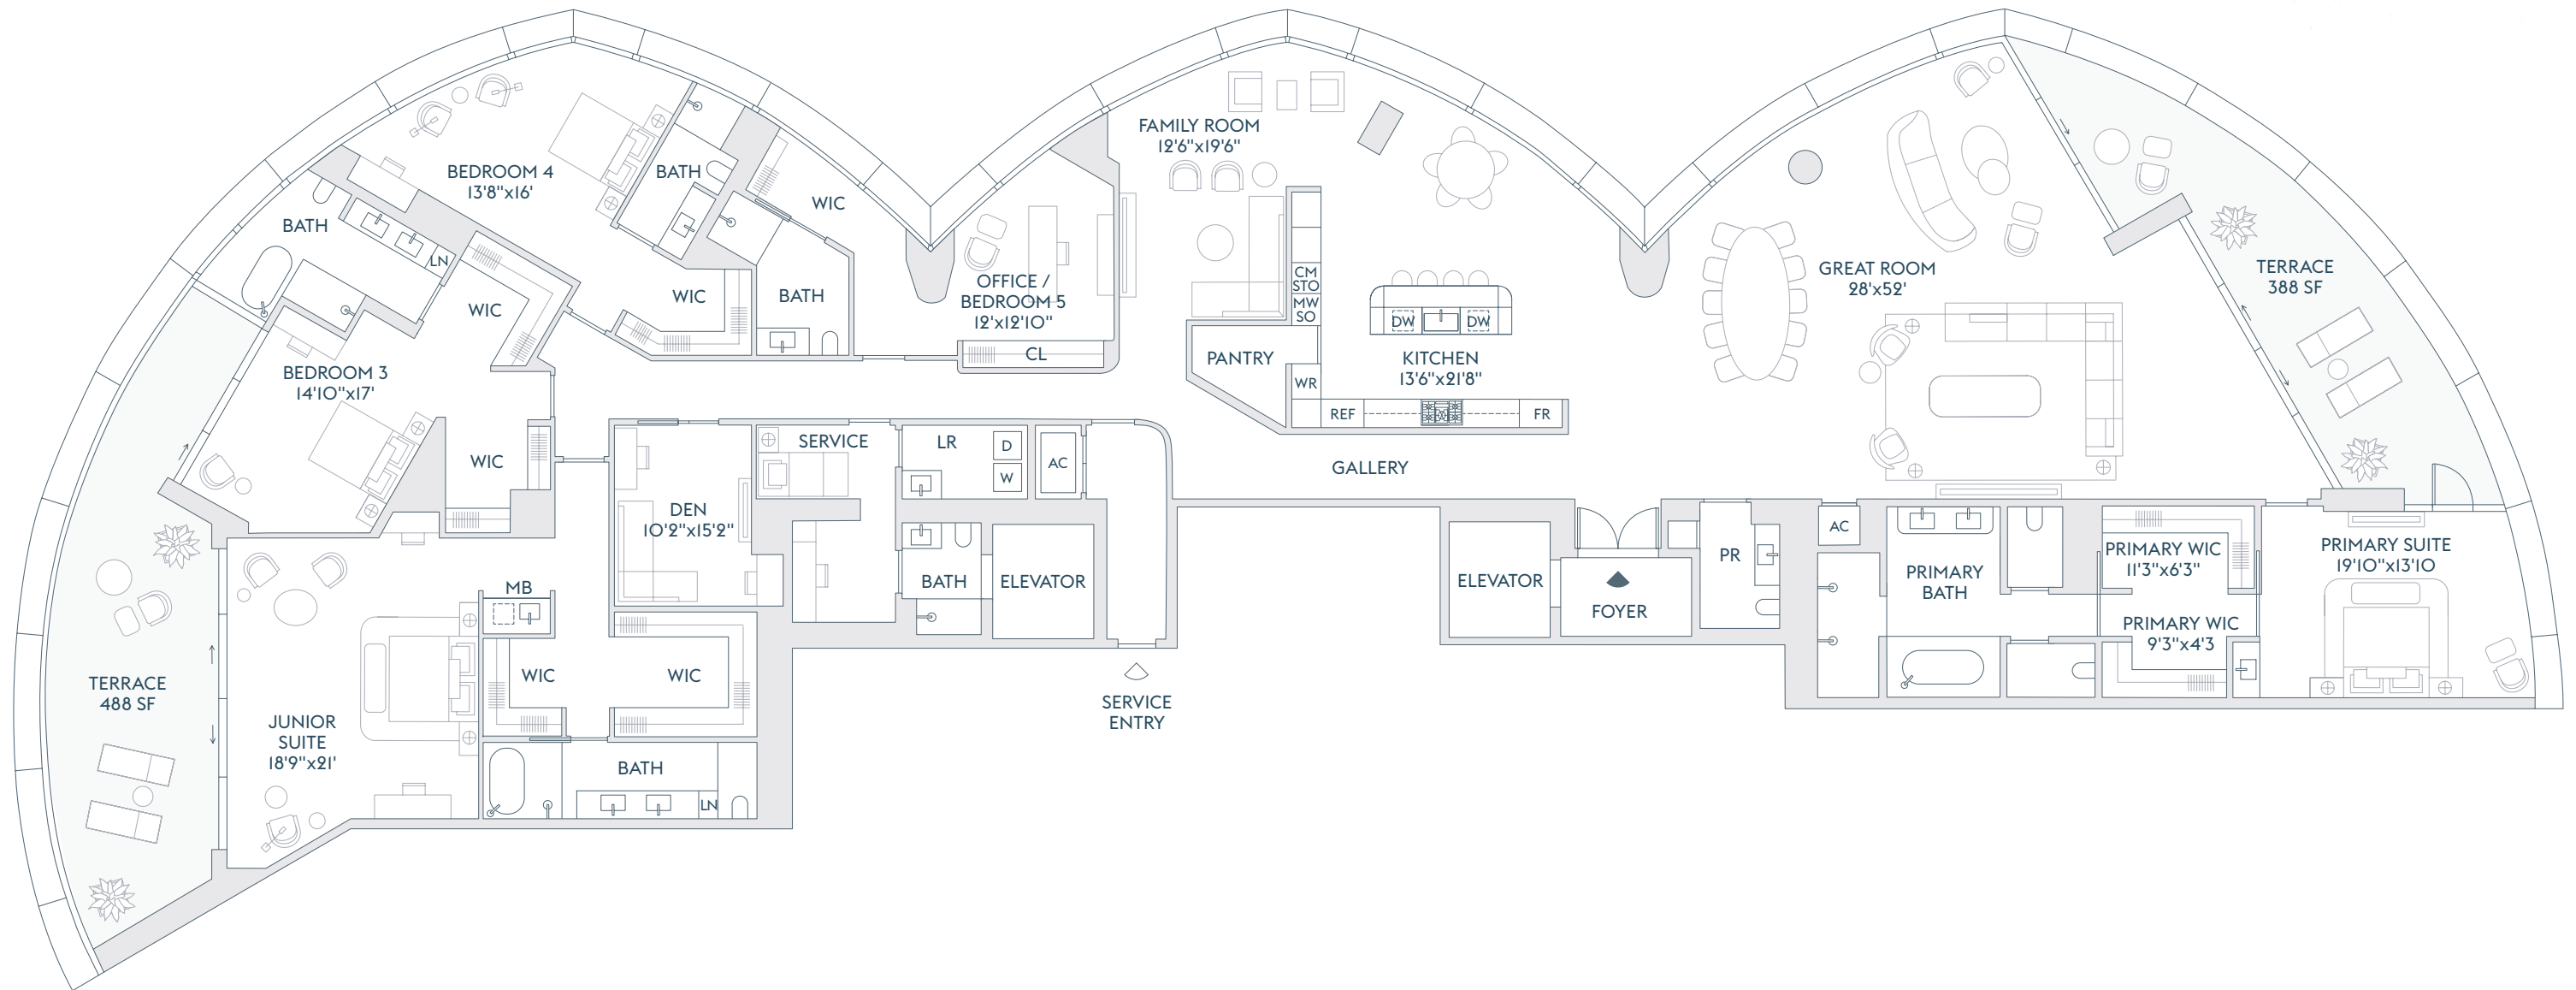 BEDROOM 4
13'8"x16'
BATH
WIC
BATH
LN
WIC
WIC
BATH
OFFICE /
BEDROOM 5
12'x12'10"
CL
BEDROOM 3
14'10"x17'
WIC
FAMILY ROOM
12'6"x19'6"
CM
STO
MW
SO
DW
DW
PANTRY
WR
KITCHEN
13'6"x21'8"
REF
FR
GALLERY
GREAT ROOM
28'x52'
TERRACE
388 SF
SERVICE
LR
D
W
AC
DEN
10'2"x15'2"
BATH
ELEVATOR
MB
WIC
WIC
TERRACE
488 SF
JUNIOR
SUITE
18'9"x21'
BATH
LN
SERVICE
ENTRY
ELEVATOR
FOYER
PR
AC
PRIMARY
BATH
PRIMARY WIC
11'3"x6'3"
PRIMARY WIC
9'3"x4'3
PRIMARY SUITE
19'10"x13'10